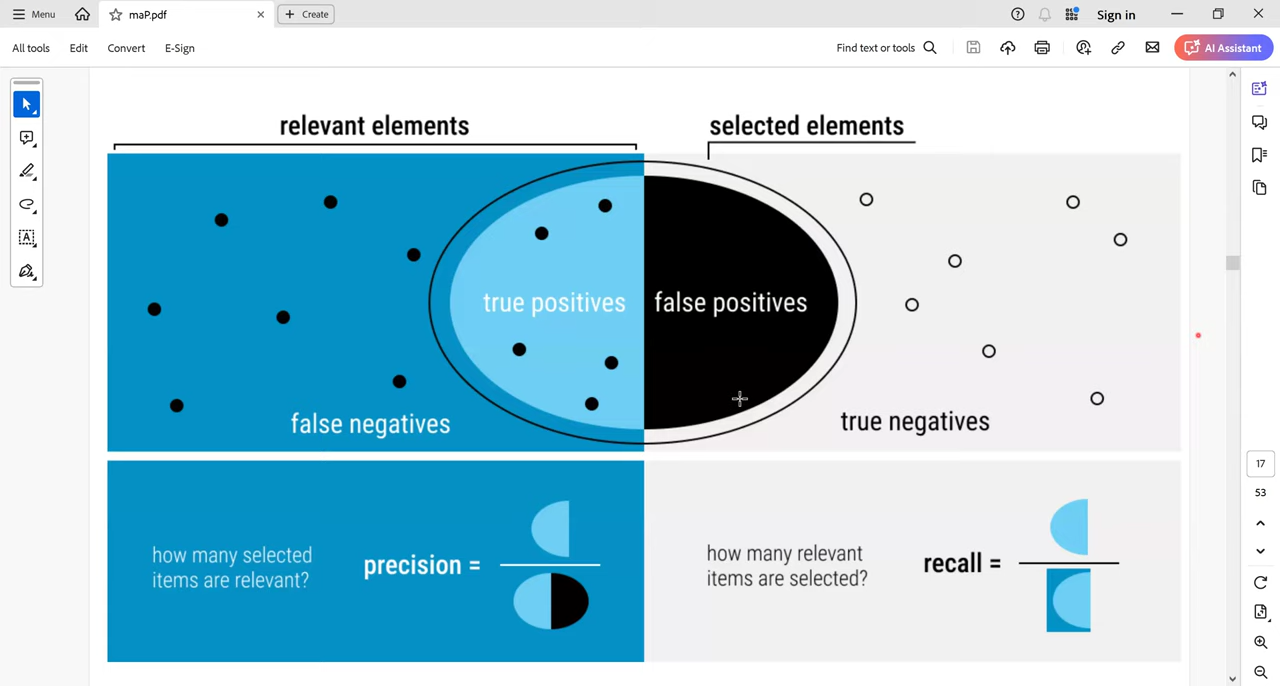 Menu
maP.pdf
Create
Sign in
All tools
Edit
Convert
E-Sign
Find text or tools
AI Assistant
relevant elements
selected elements
true positives
false positives
false negatives
true negatives
how many selected
items are relevant?
precision =
how many relevant
items are selected?
recall =
17
53